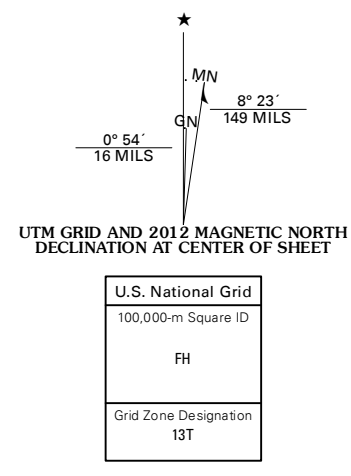 ★
MN
GN
8° 23´
149 MILS
0° 54´
16 MILS
UTM GRID AND 2012 MAGNETIC NORTH
DECLINATION AT CENTER OF SHEET
U.S. National Grid
100,000-m Square ID
FH
Grid Zone Designation
13T